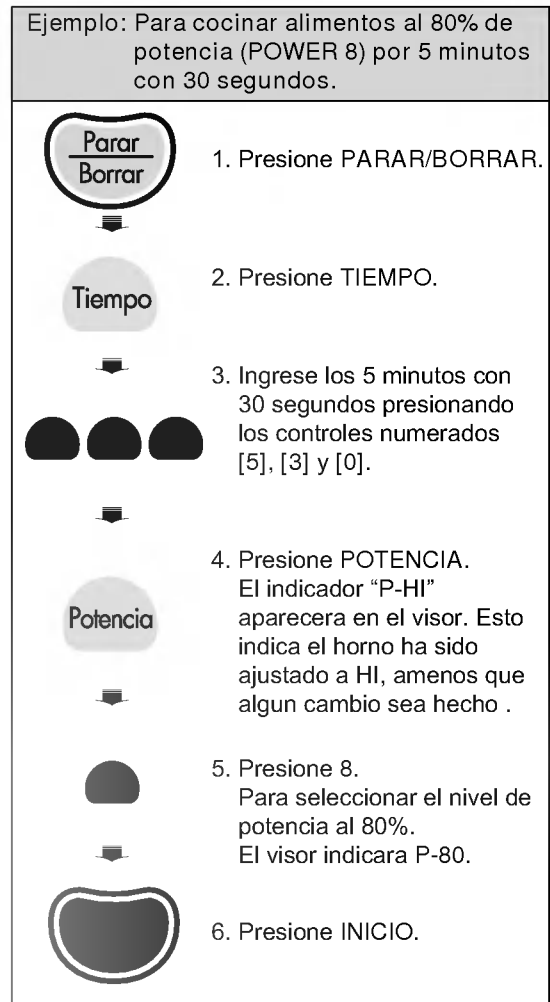 Ejemplo: Para cocinar alimentos al 80% de
potencia (POWER 8) por 5 minutos
con 30 segundos.
Parar
Borrar
1. Presione PARAR/BORRAR.
Tiempo
2. Presione TIEMPO.
3. Ingrese los 5 minutos con
30 segundos presionando
los controles numerados
[5], [3] y [0].
Potencia
4. Presione POTENCIA.
El indicador “P-HI”
aparecera en el visor. Esto
indica el horno ha sido
ajustado a HI, amenos que
algun cambio sea hecho .
5. Presione 8.
Para seleccionar el nivel de
potencia al 80%.
El visor indicara P-80.
6. Presione INICIO.